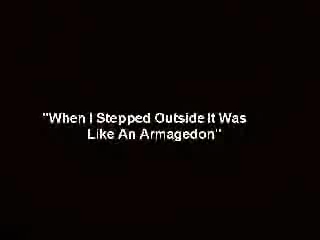 "When I Stepped Outside It Was
Like An Armagedon"